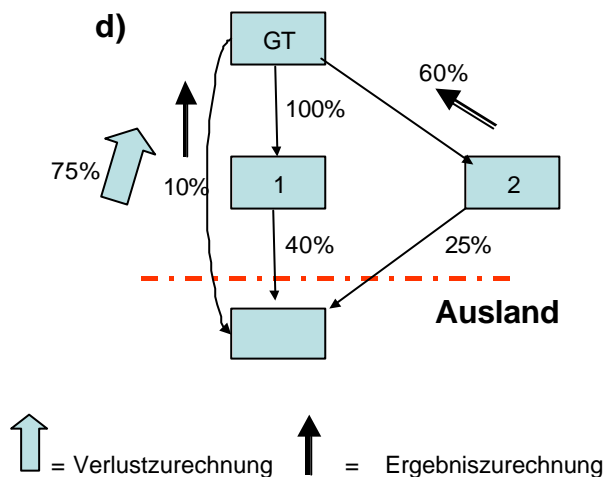 d)
GT
60%
100%
75%
10%
1
2
40%
25%
Ausland
= Verlustzurechnung
= Ergebniszurechnung